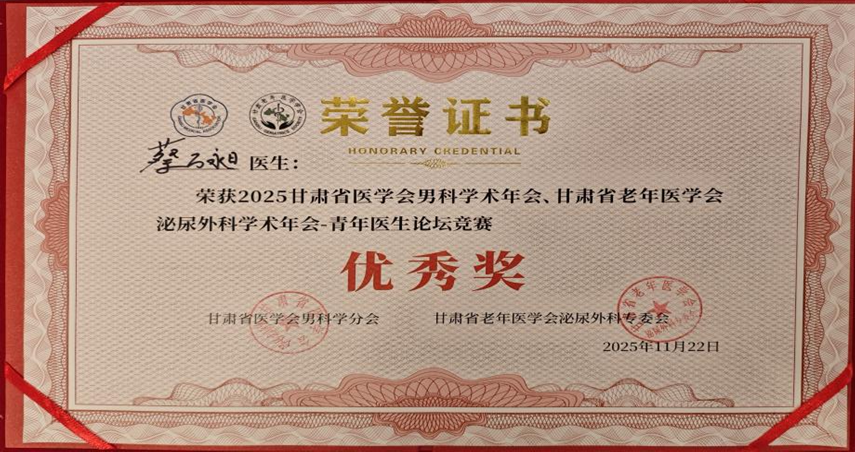 荣誉证书
HONORARY CREDENTIAL
医生：
荣获2025甘肃省医学会男科学术年会、甘肃省老年医学会
泌尿外科学术年会-青年医生论坛竞赛
优秀奖
甘肃省医学会男科学分会 甘肃省老年医学会泌尿外科专委会
2025年11月22日